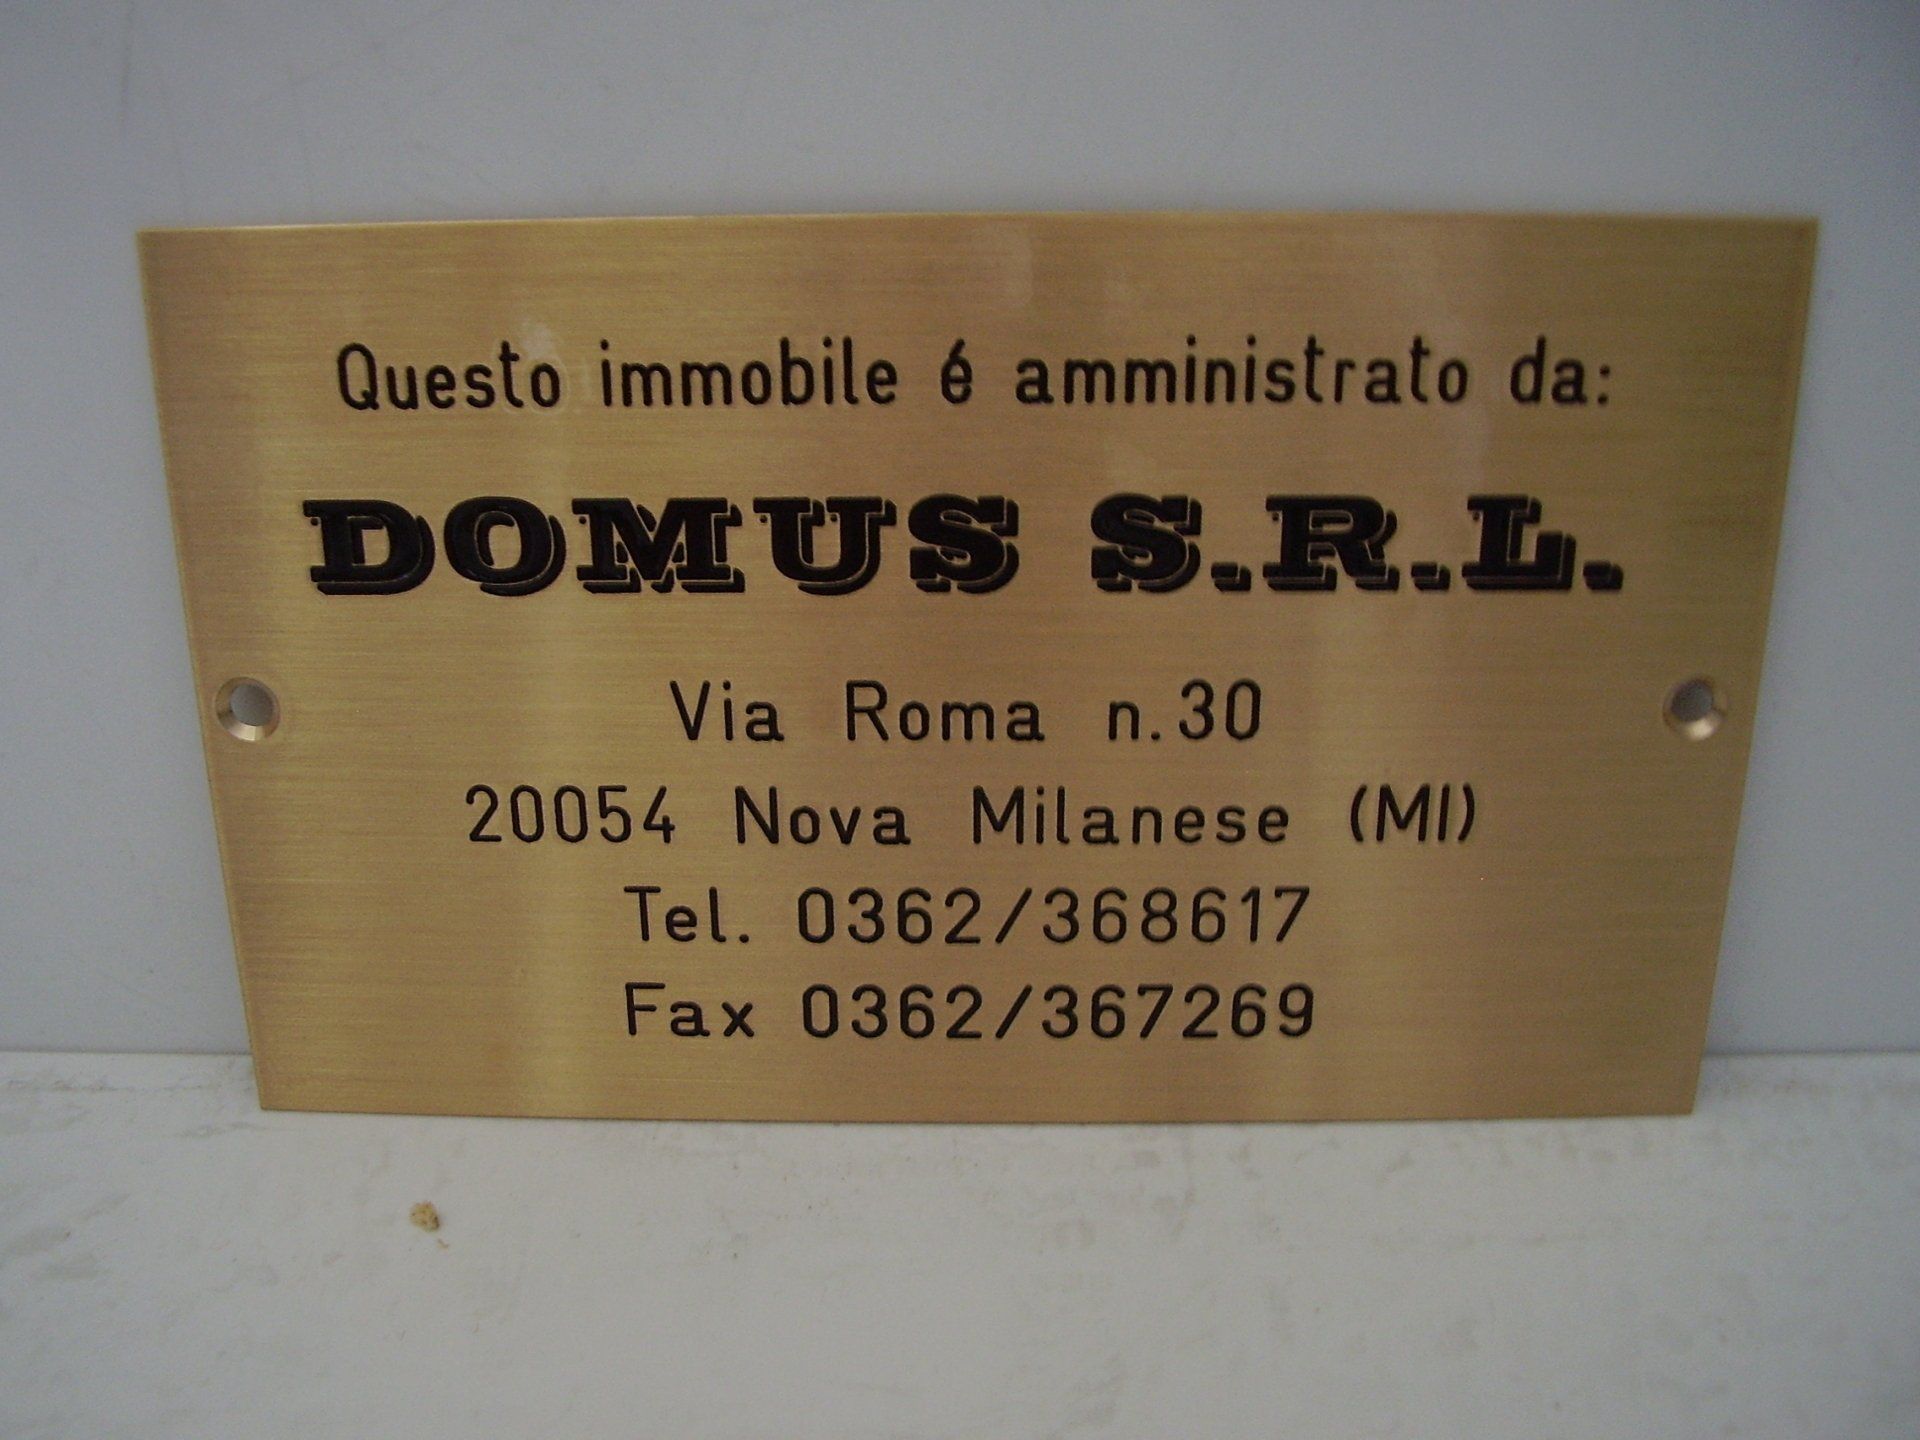 Questo immobile é amministrato da:
DOMUS S.R.L.
Via Roma n.30
20054 Nova Milanese (MI)
Tel. 0362/368617
Fax 0362/367269